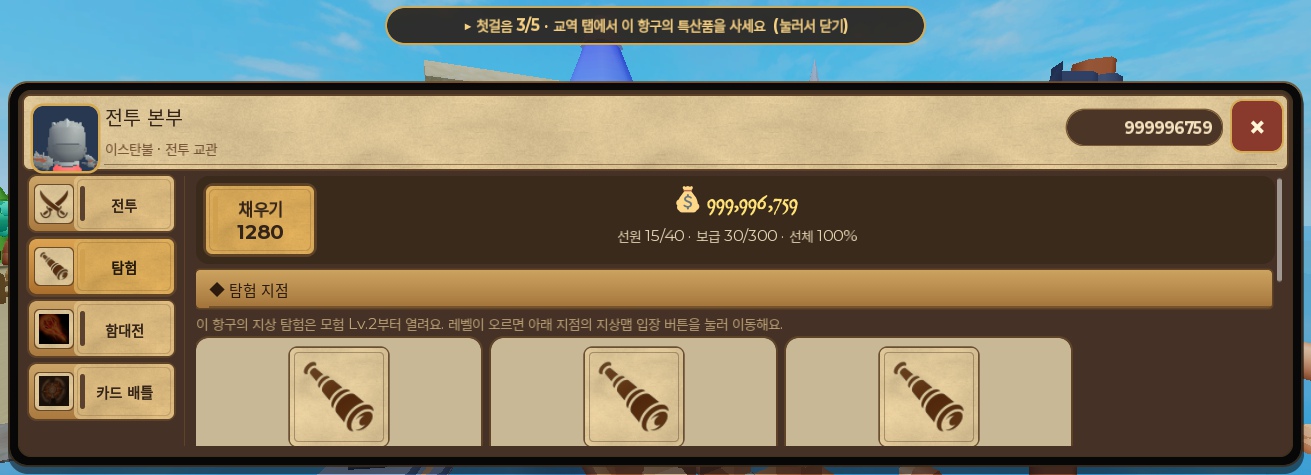 ▸ 첫걸음 3/5 · 교역 탭에서 이 항구의 특산품을 사세요 (눌러서 닫기)
전투 본부
이스탄불 · 전투 교관
999996759
×
전투
탐험
함대전
카드 배틀
채우기
1280
$ 999,996,759
선원 15/40 · 보급 30/300 · 선체 100%
◆ 탐험 지점
이 항구의 지상 탐험은 모험 Lv.2부터 열려요. 레벨이 오르면 아래 지점의 지상맵 입장 버튼을 눌러 이동해요.